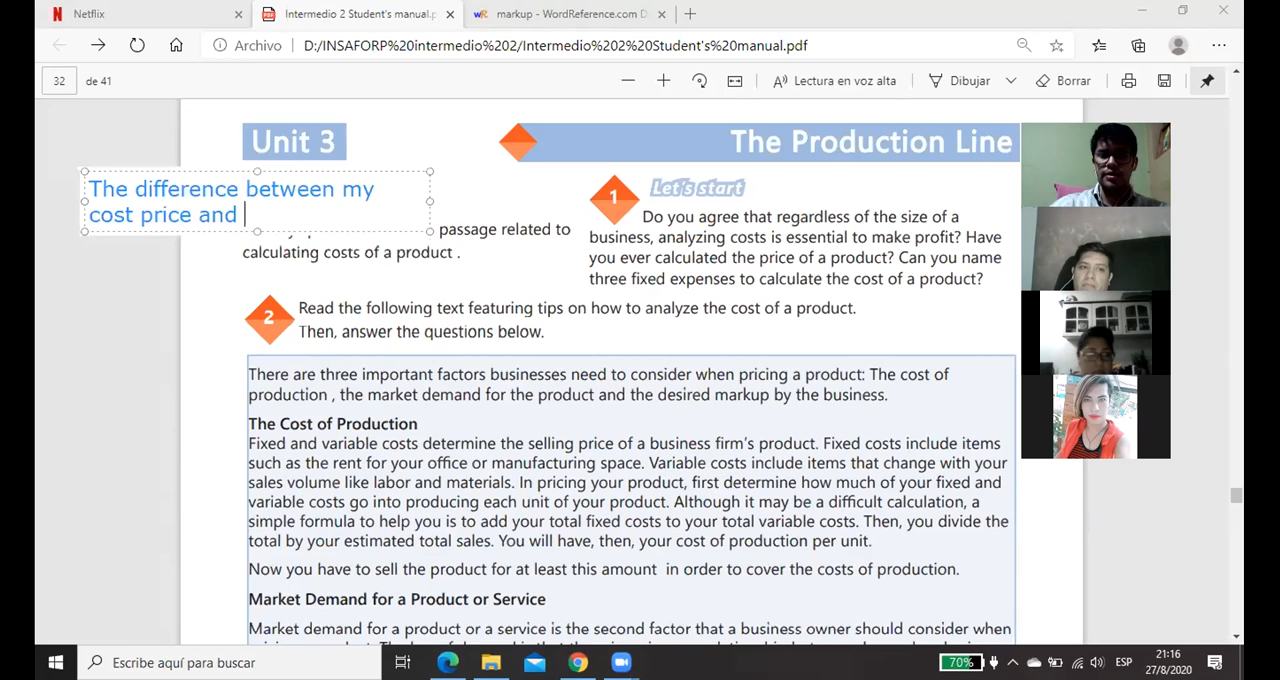 Netflix
Intermedio 2 Student's manual.p
markup - WordReference.com D
Archivo
D:/INSAFORP%20intermedio%202/Intermedio%202%20Student's%20manual.pdf
32 de 41
Lectura en voz alta
Dibujar
Borrar
Unit 3
The Production Line
The difference between my
cost price and
passage related to
calculating costs of a product .
1
Let's start
Do you agree that regardless of the size of a
business, analyzing costs is essential to make profit? Have
you ever calculated the price of a product? Can you name
three fixed expenses to calculate the cost of a product?
2
Read the following text featuring tips on how to analyze the cost of a product.
Then, answer the questions below.
There are three important factors businesses need to consider when pricing a product: The cost of
production , the market demand for the product and the desired markup by the business.
The Cost of Production
Fixed and variable costs determine the selling price of a business firm's product. Fixed costs include items
such as the rent for your office or manufacturing space. Variable costs include items that change with your
sales volume like labor and materials. In pricing your product, first determine how much of your fixed and
variable costs go into producing each unit of your product. Although it may be a difficult calculation, a
simple formula to help you is to add your total fixed costs to your total variable costs. Then, you divide the
total by your estimated total sales. You will have, then, your cost of production per unit.
Now you have to sell the product for at least this amount in order to cover the costs of production.
Market Demand for a Product or Service
Market demand for a product or a service is the second factor that a business owner should consider when
Escribe aquí para buscar
70%
ESP
21:16
27/8/2020